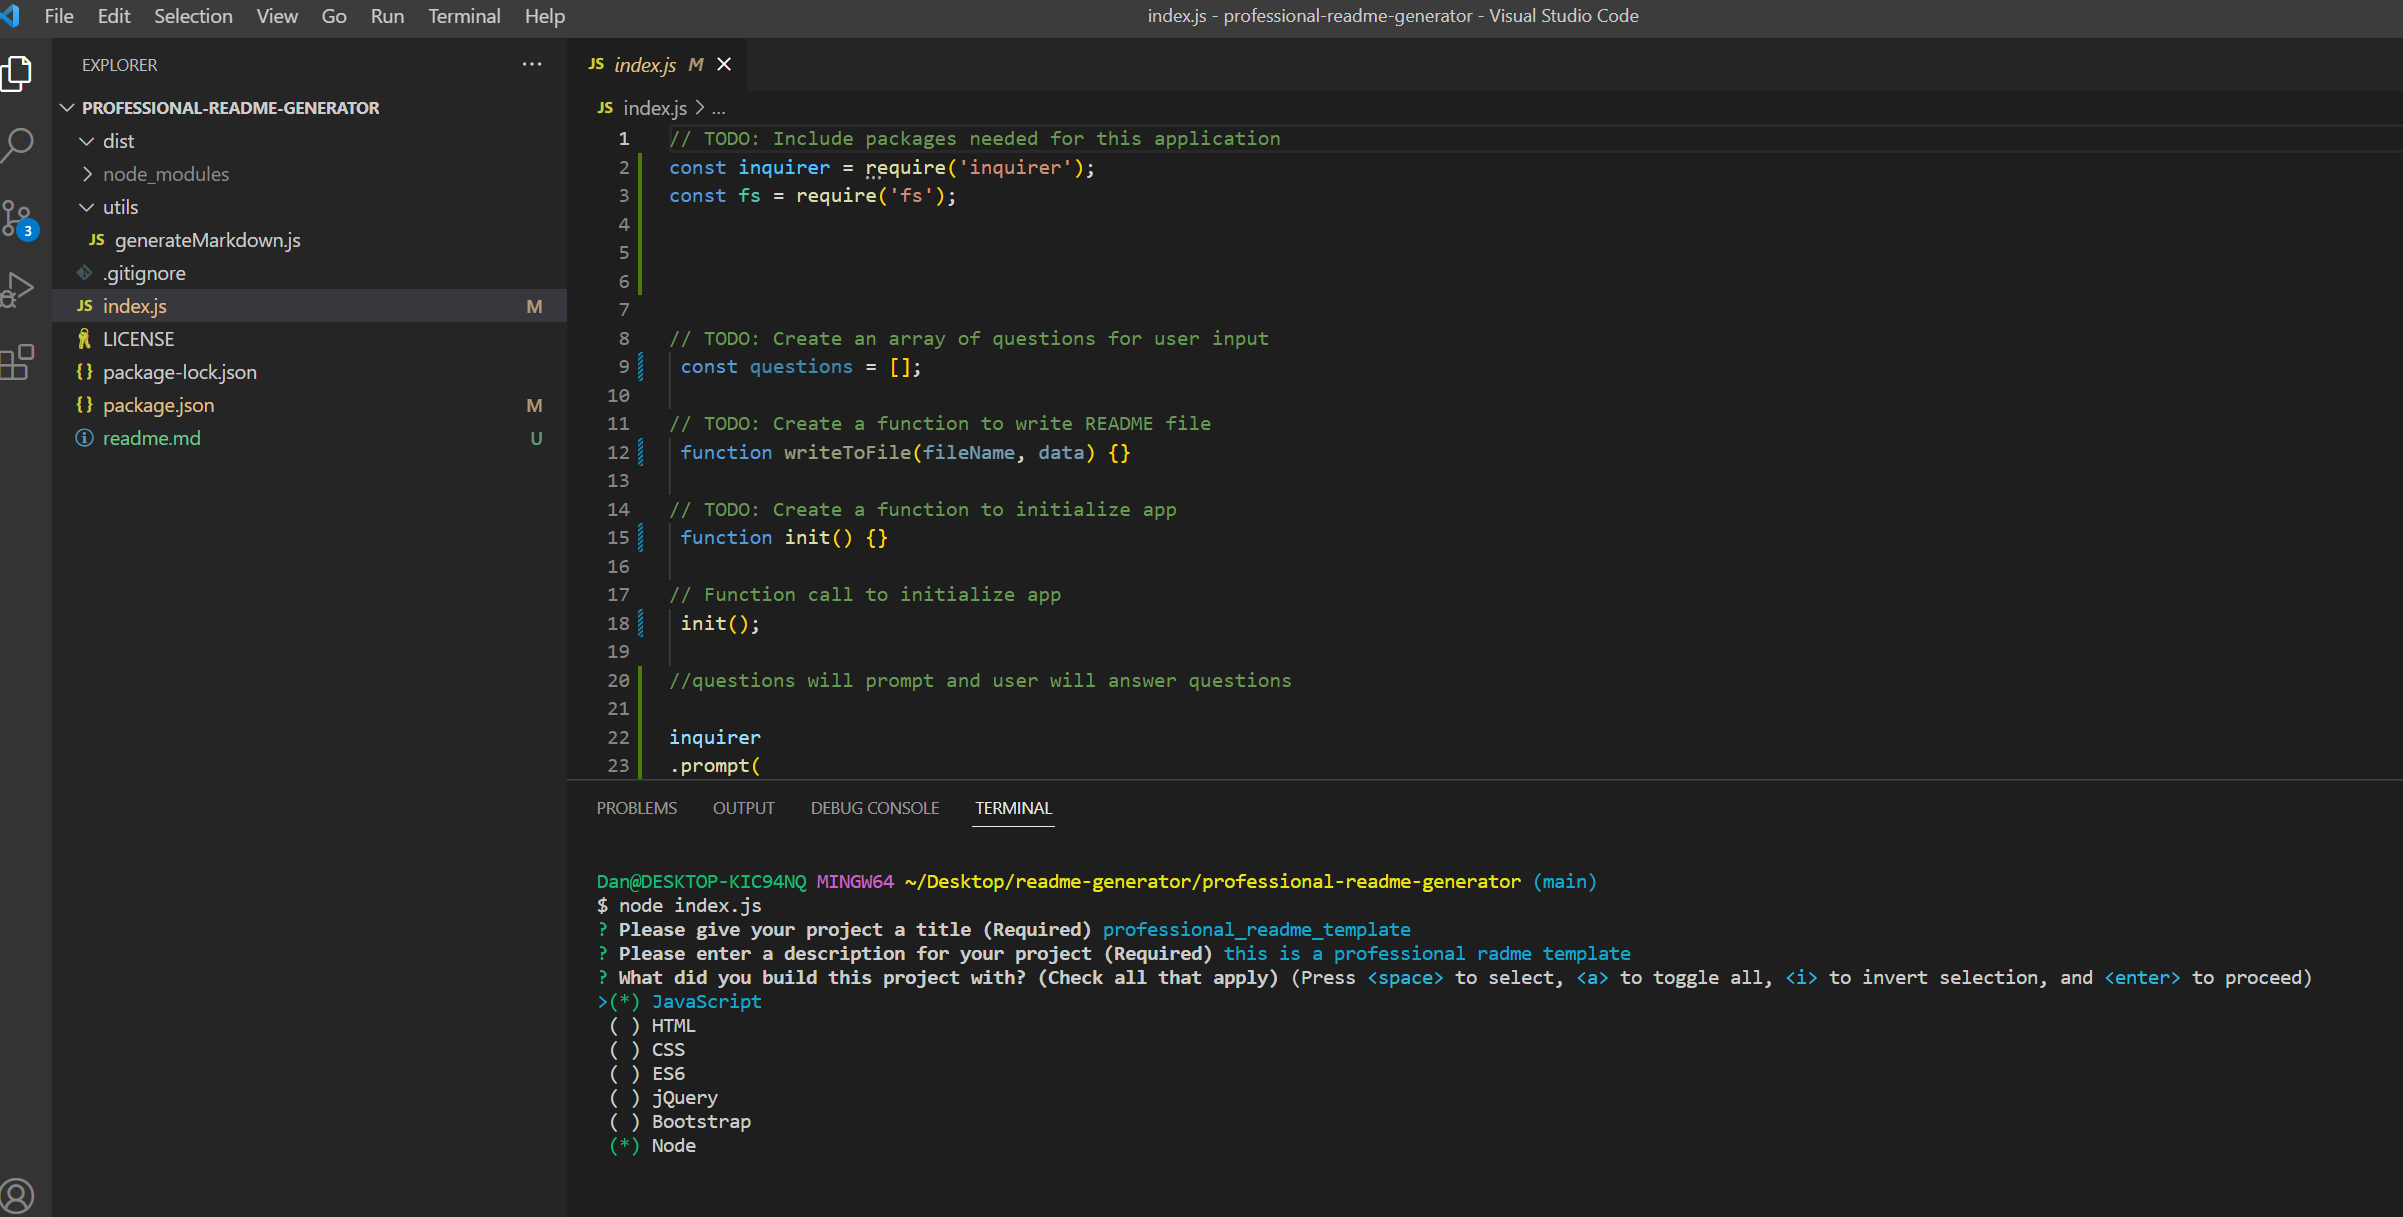 File Edit Selection View Go Run Terminal Help
index.js - professional-readme-generator - Visual Studio Code
EXPLORER
PROFESSIONAL-README-GENERATOR
dist
node_modules
utils
JS generateMarkdown.js
.gitignore
JS index.js M
LICENSE
{} package-lock.json
{} package.json M
readme.md U
3
JS index.js M
JS index.js > ...
1 // TODO: Include packages needed for this application
2 const inquirer = require('inquirer');
3 const fs = require('fs');
4
5
6
7
8 // TODO: Create an array of questions for user input
9 const questions = [];
10
11 // TODO: Create a function to write README file
12 function writeToFile(fileName, data) {}
13
14 // TODO: Create a function to initialize app
15 function init() {}
16
17 // Function call to initialize app
18 init();
19
20 //questions will prompt and user will answer questions
21
22 inquirer
23 .prompt(
PROBLEMS OUTPUT DEBUG CONSOLE TERMINAL
Dan@DESKTOP-KIC94NQ MINGW64 ~/Desktop/readme-generator/professional-readme-generator (main)
$ node index.js
? Please give your project a title (Required) professional_readme_template
? Please enter a description for your project (Required) this is a professional radme template
? What did you build this project with? (Check all that apply) (Press <space> to select, <a> to toggle all, <i> to invert selection, and <enter> to proceed)
>(*) JavaScript
( ) HTML
( ) CSS
( ) ES6
( ) jQuery
( ) Bootstrap
(*) Node